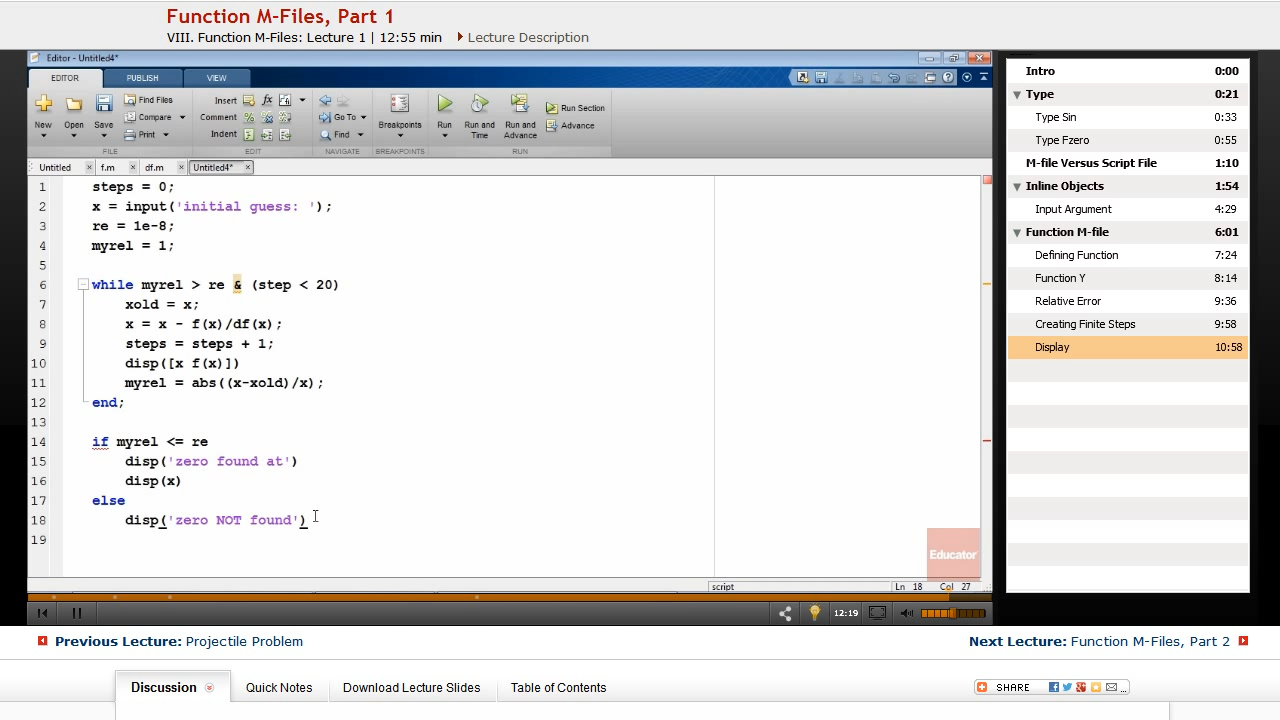 Function M-Files, Part 1
VIII. Function M-Files: Lecture 1 | 12:55 min Lecture Description
Editor - Untitled4*
EDITOR PUBLISH VIEW
New Open Save Find Files Compare Print
FILE
Insert Comment Indent
EDIT
Go To Find
NAVIGATE
Breakpoints
BREAKPOINTS
Run Run and Time Run and Advance Run Section Advance
RUN
Untitled f.m df.m Untitled4*
1 steps = 0;
2 x = input('initial guess: ');
3 re = 1e-8;
4 myrel = 1;
5
6 while myrel > re & (step < 20)
7 xold = x;
8 x = x - f(x)/df(x);
9 steps = steps + 1;
10 disp([x f(x)])
11 myrel = abs((x-xold)/x);
12 end;
13
14 if myrel <= re
15 disp('zero found at')
16 disp(x)
17 else
18 disp('zero NOT found')
19
Educator
script Ln 18 Col 27
12:19
Intro 0:00
Type 0:21
Type Sin 0:33
Type Fzero 0:55
M-file Versus Script File 1:10
Inline Objects 1:54
Input Argument 4:29
Function M-file 6:01
Defining Function 7:24
Function Y 8:14
Relative Error 9:36
Creating Finite Steps 9:58
Display 10:58
Previous Lecture: Projectile Problem
Next Lecture: Function M-Files, Part 2
Discussion Quick Notes Download Lecture Slides Table of Contents
SHARE